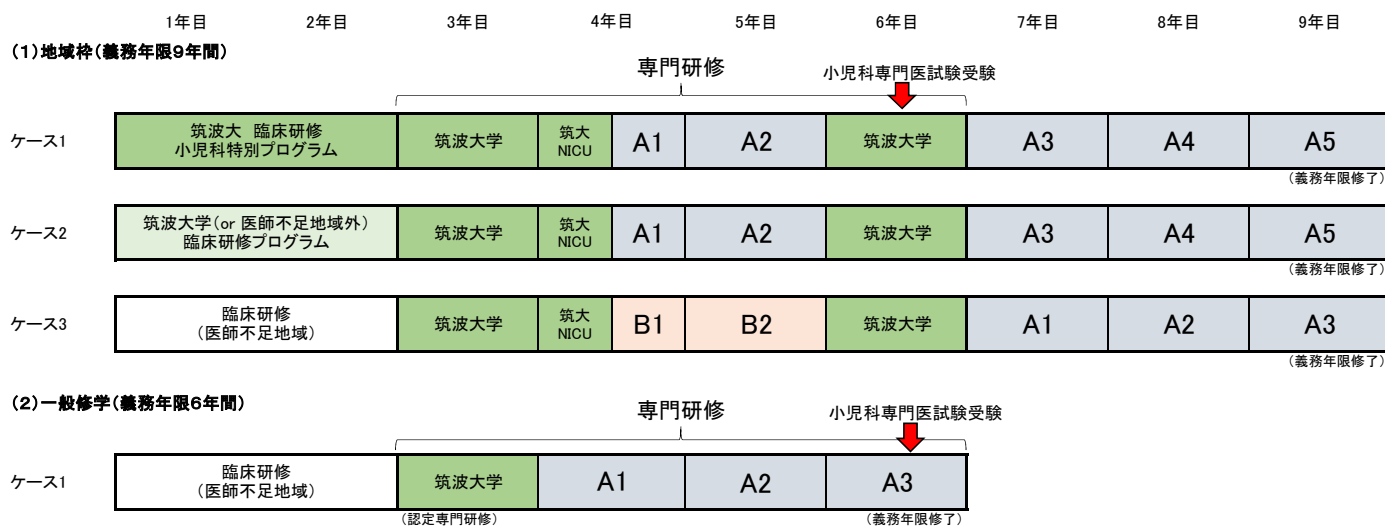 1年目 2年目 3年目 4年目 5年目 6年目 7年目 8年目 9年目
(1)地域枠(義務年限9年間)
専門研修
小児科専門医試験受験
ケース1
筑波大 臨床研修
小児科特別プログラム
筑波大学
筑大
NICU
A1
A2
筑波大学
A3
A4
A5
(義務年限修了)
ケース2
筑波大学(or 医師不足地域外)
臨床研修プログラム
筑波大学
筑大
NICU
A1
A2
筑波大学
A3
A4
A5
(義務年限修了)
ケース3
臨床研修
(医師不足地域)
筑波大学
筑大
NICU
B1
B2
筑波大学
A1
A2
A3
(義務年限修了)
(2)一般修学(義務年限6年間)
専門研修
小児科専門医試験受験
ケース1
臨床研修
(医師不足地域)
筑波大学
A1
A2
A3
(認定専門研修)
(義務年限修了)